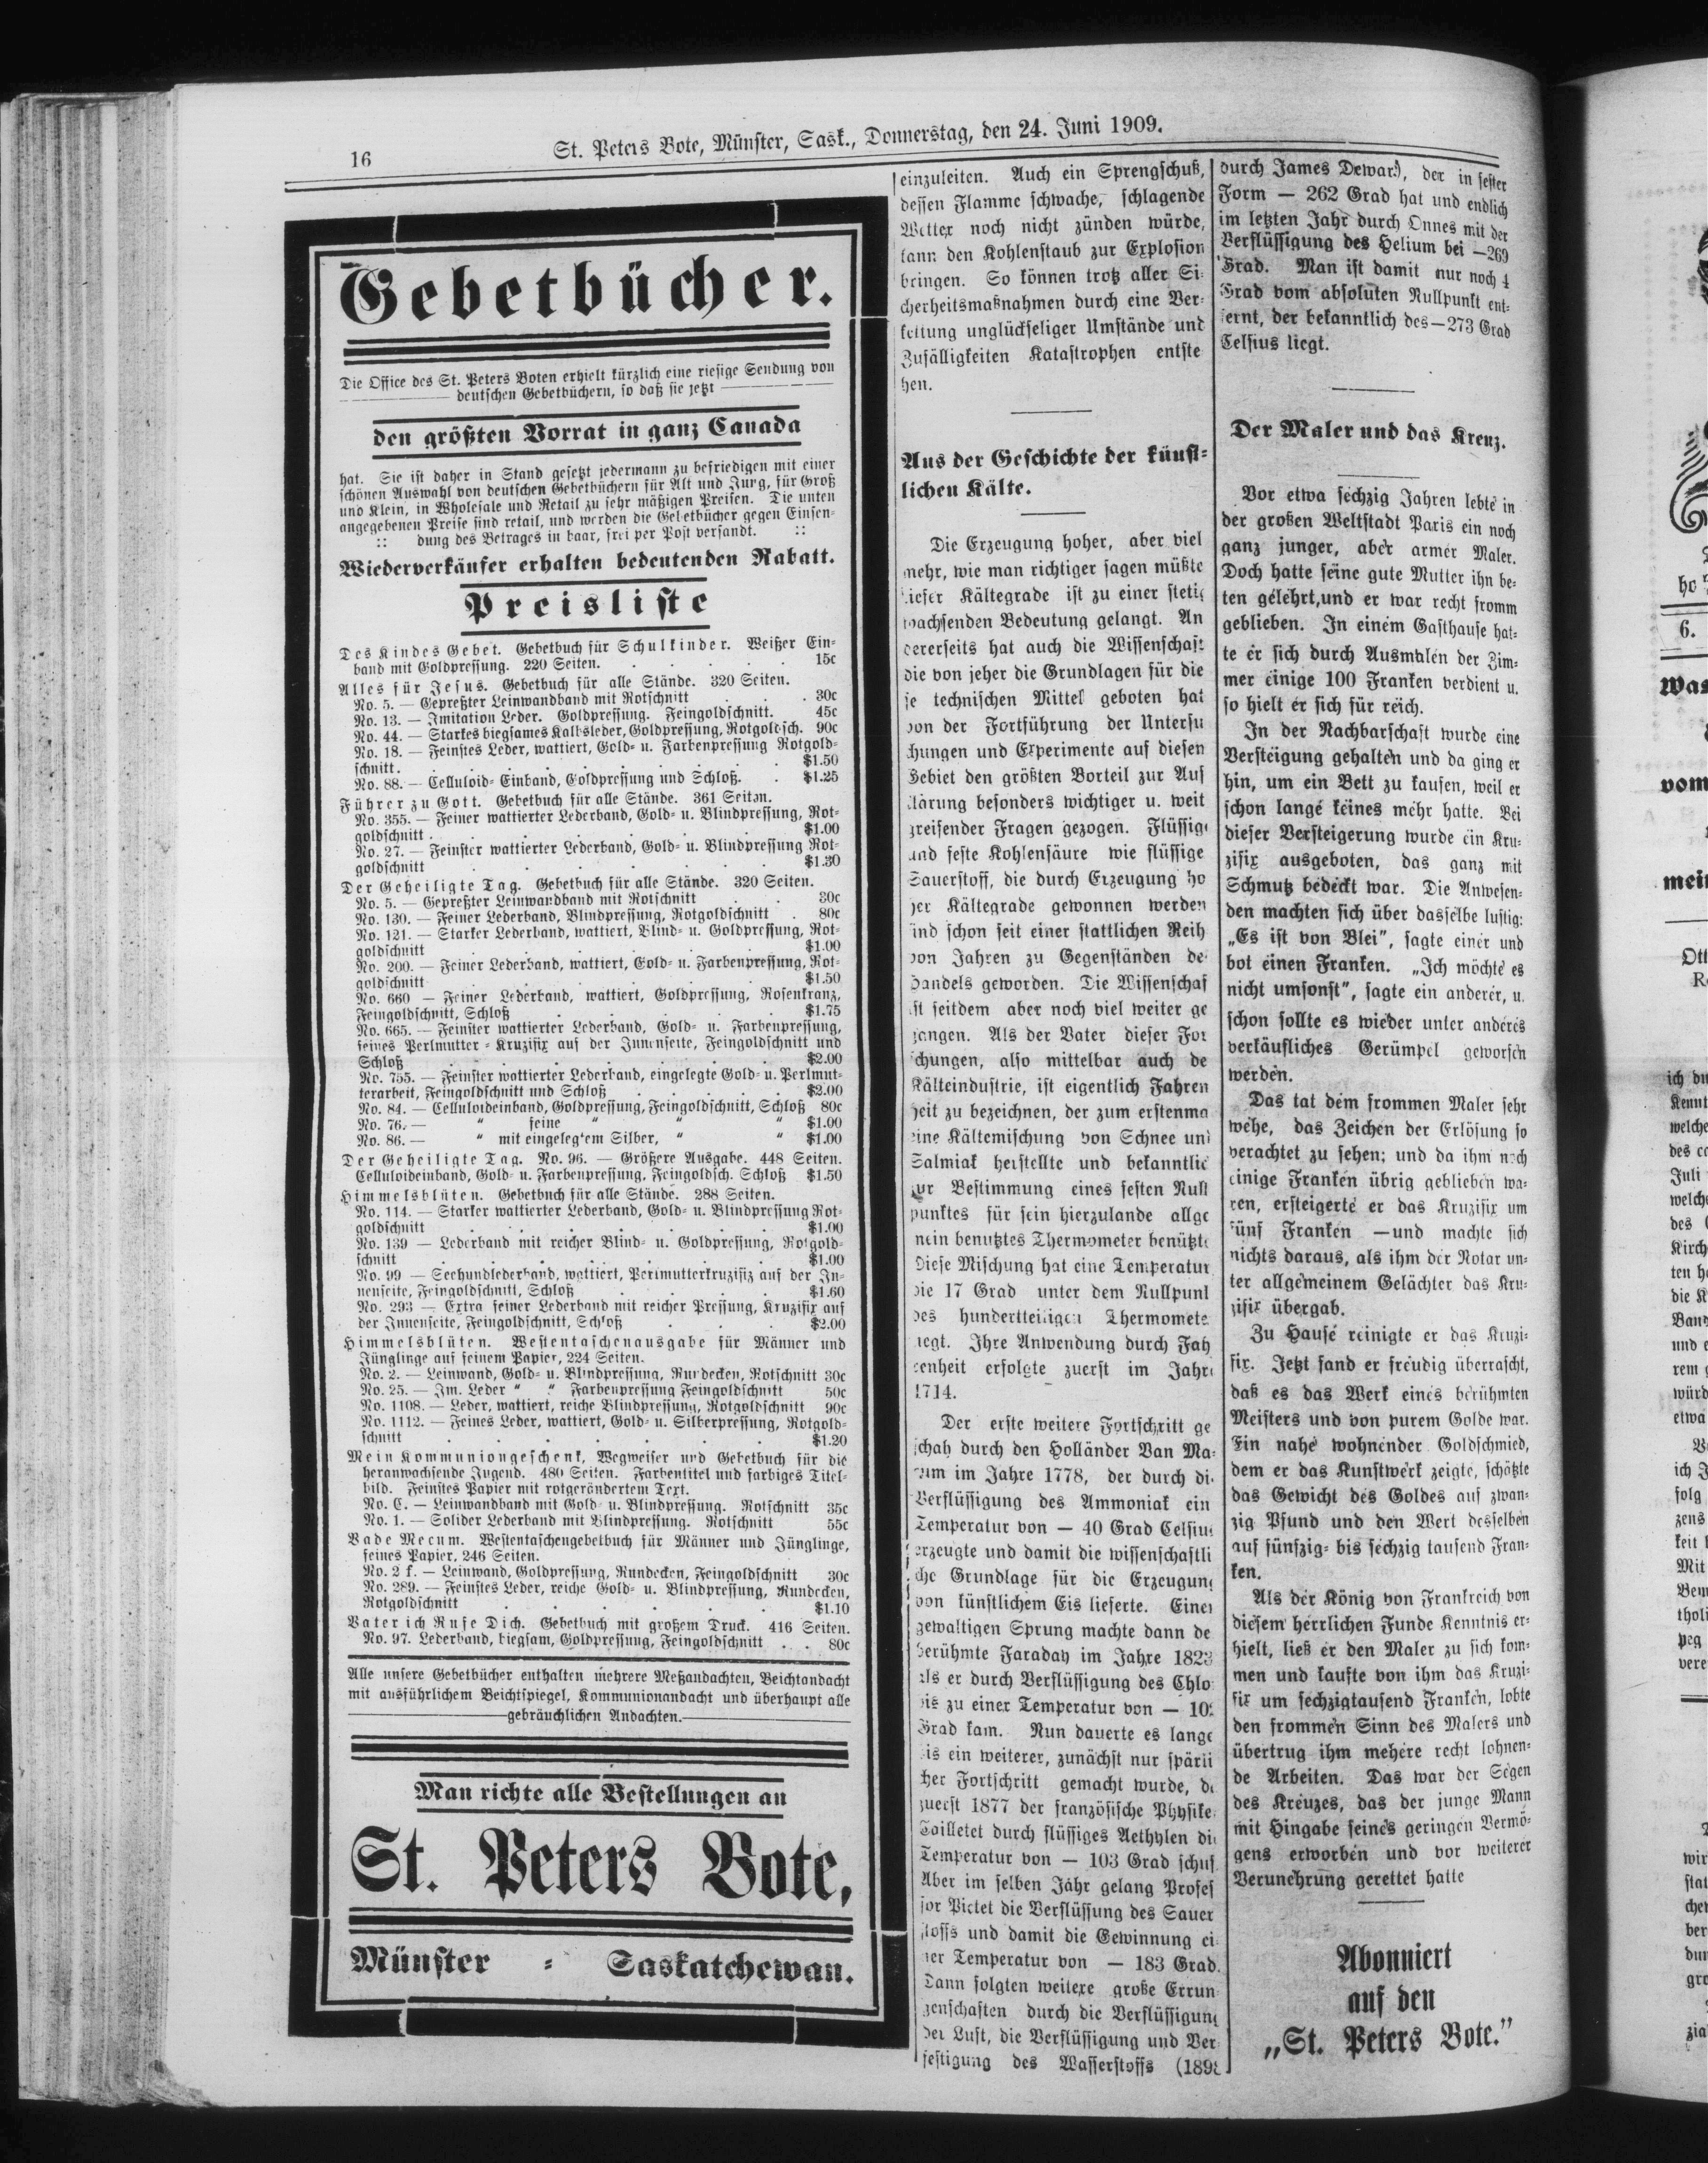 16
St. Peters Bote, Münster, Sask., Donnerstag, den 24. Juni 1909.
Gebetbücher.
Die Office des St. Peters Boten erhielt kürzlich eine riesige Sendung von
deutschen Gebetbüchern, so daß sie jetzt
den größten Vorrat in ganz Canada
hat. Sie ist daher in Stand gesetzt jedermann zu befriedigen mit einer
schönen Auswahl von deutschen Gebetbüchern für Alt und Jung, für Groß
und Klein, in Wholesale und Retail zu sehr mäßigen Preisen. Die unten
angegebenen Preise sind retail, und werden die Gebetbücher gegen Einsen-
:: dung des Betrages in baar, frei per Post versandt. ::
Wiederverkäufer erhalten bedeutenden Rabatt.
Preisliste
Des Kindes Gebet. Gebetbuch für Schulkinder. Weißer Ein-
band mit Goldpressung. 220 Seiten. 15c
Alles für Jesus. Gebetbuch für alle Stände. 320 Seiten.
No. 5. — Gepreßter Leinwandband mit Rotschnitt 30c
No. 13. — Imitation Leder. Goldpressung. Feingoldschnitt. 45c
No. 44. — Starkes biegsames Kalbsleder, Goldpressung, Rotgoldsch. 90c
No. 18. — Feinstes Leder, wattiert, Gold- u. Farbenpressung Rotgold-
schnitt. $1.50
No. 88. — Celluloid-Einband, Goldpressung und Schloß. $1.25
Führer zu Gott. Gebetbuch für alle Stände. 361 Seiten.
No. 355. — Feiner wattierter Lederband, Gold- u. Blindpressung, Rot-
goldschnitt $1.00
No. 27. — Feinster wattierter Lederband, Gold- u. Blindpressung Rot-
goldschnitt $1.30
Der Geheiligte Tag. Gebetbuch für alle Stände. 320 Seiten.
No. 5. — Gepreßter Leinwandband mit Rotschnitt 30c
No. 130. — Feiner Lederband, Blindpressung, Rotgoldschnitt 80c
No. 121. — Starker Lederband, wattiert, Blind- u. Goldpressung, Rot-
goldschnitt $1.00
No. 200. — Feiner Lederband, wattiert, Gold- u. Farbenpressung, Rot-
goldschnitt $1.50
No. 660 — Feiner Lederband, wattiert, Goldpressung, Rosenkranz,
Feingoldschnitt, Schloß $1.75
No. 665. — Feinster wattierter Lederband, Gold- u. Farbenpressung,
feines Perlmutter-Kruzifix auf der Innenseite, Feingoldschnitt und
Schloß $2.00
No. 755. — Feinster wattierter Lederband, eingelegte Gold- u. Perlmut-
terarbeit, Feingoldschnitt und Schloß $2.00
No. 84. — Celluloideinband, Goldpressung, Feingoldschnitt, Schloß 80c
No. 76. — " feine " " " $1.00
No. 86. — " mit eingelegtem Silber, " " $1.00
Der Geheiligte Tag. No. 96. — Größere Ausgabe. 448 Seiten.
Celluloideinband, Gold- u. Farbenpressung, Feingoldsch. Schloß $1.50
Himmelsblüten. Gebetbuch für alle Stände. 288 Seiten.
No. 114. — Starker wattierter Lederband, Gold- u. Blindpressung Rot-
goldschnitt $1.00
No. 139 — Lederband mit reicher Blind- u. Goldpressung, Rotgold-
schnitt $1.00
No. 99 — Seehundlederband, wattiert, Perlmutterkruzifix auf der In-
nenseite, Feingoldschnitt, Schloß $1.60
No. 293 — Extra feiner Lederband mit reicher Pressung, Kruzifix auf
der Innenseite, Feingoldschnitt, Schloß $2.00
Himmelsblüten. Westentaschenausgabe für Männer und
Jünglinge auf feinem Papier, 224 Seiten.
No. 2. — Leinwand, Gold- u. Blindpressung, Rundecken, Rotschnitt 30c
No. 25. — Im. Leder " " Farbenpressung Feingoldschnitt 50c
No. 1108. — Leder, wattiert, reiche Blindpressung, Rotgoldschnitt 90c
No. 1112. — Feines Leder, wattiert, Gold- u. Silberpressung, Rotgold-
schnitt $1.20
Mein Kommuniongeschenk, Wegweiser und Gebetbuch für die
heranwachsende Jugend. 480 Seiten. Farbentitel und farbiges Titel-
bild. Feinstes Papier mit rotgerändertem Text.
No. C. — Leinwandband mit Gold- u. Blindpressung. Rotschnitt 35c
No. 1. — Solider Lederband mit Blindpressung. Rotschnitt 55c
Vade Mecum. Westentaschengebetbuch für Männer und Jünglinge,
feines Papier, 246 Seiten.
No. 2 f. — Leinwand, Goldpressung, Rundecken, Feingoldschnitt 30c
No. 289. — Feinstes Leder, reiche Gold- u. Blindpressung, Rundecken,
Rotgoldschnitt $1.10
Vater ich Rufe Dich. Gebetbuch mit großem Druck. 416 Seiten.
No. 97. Lederband, biegsam, Goldpressung, Feingoldschnitt 80c
Alle unsere Gebetbücher enthalten mehrere Meßandachten, Beichtandacht
mit ausführlichem Beichtspiegel, Kommunionandacht und überhaupt alle
gebräuchlichen Andachten.
Man richte alle Bestellungen an
St. Peters Bote,
Münster - Saskatchewan.
einzuleiten. Auch ein Sprengschuß,
dessen Flamme schwache, schlagende
Wetter noch nicht zünden würde,
kann den Kohlenstaub zur Explosion
bringen. So können trotz aller Si-
cherheitsmaßnahmen durch eine Ver-
kettung unglückseliger Umstände und
Zufälligkeiten Katastrophen entste
hen.
Aus der Geschichte der künst-
lichen Kälte.
Die Erzeugung hoher, aber viel
mehr, wie man richtiger sagen müßte
tiefer Kältegrade ist zu einer stetig
wachsenden Bedeutung gelangt. An
dererseits hat auch die Wissenschaft
die von jeher die Grundlagen für die
se technischen Mittel geboten hat
von der Fortführung der Untersu
chungen und Experimente auf diesen
Gebiet den größten Vorteil zur Auf
klärung besonders wichtiger u. weit
greifender Fragen gezogen. Flüssige
und feste Kohlensäure wie flüssige
Sauerstoff, die durch Erzeugung ho
her Kältegrade gewonnen werden
sind schon seit einer stattlichen Reih
von Jahren zu Gegenständen de
Handels geworden. Die Wissenschaf
ist seitdem aber noch viel weiter ge
gangen. Als der Vater dieser For
schungen, also mittelbar auch de
Kälteindustrie, ist eigentlich Fahren
heit zu bezeichnen, der zum erstenma
eine Kältemischung von Schnee und
Salmiak herstellte und bekanntlic
zur Bestimmung eines festen Null
punktes für sein hierzulande allge
mein benutztes Thermometer benützte
Diese Mischung hat eine Temperatur
die 17 Grad unter dem Nullpunl
des hundertteiligen Thermomete
liegt. Ihre Anwendung durch Fah
renheit erfolgte zuerst im Jahre
1714.
Der erste weitere Fortschritt ge
schah durch den Holländer Van Ma-
rum im Jahre 1778, der durch di
Verflüssigung des Ammoniak ein
Temperatur von — 40 Grad Celsius
erzeugte und damit die wissenschaftli
che Grundlage für die Erzeugung
von künstlichem Eis lieferte. Einen
gewaltigen Sprung machte dann de
berühmte Faraday im Jahre 1823
als er durch Verflüssigung des Chlo
bis zu einer Temperatur von — 10
Grad kam. Nun dauerte es lange
bis ein weiterer, zunächst nur spärli
cher Fortschritt gemacht wurde, d
zuerst 1877 der französische Physike
Cailletet durch flüssiges Aethylen di
Temperatur von — 103 Grad schuf
Aber im selben Jahr gelang Profes
sor Pictet die Verflüssung des Sauer
stoffs und damit die Gewinnung ei
ner Temperatur von — 183 Grad.
Dann folgten weitere große Errun
genschaften durch die Verflüssigung
der Luft, die Verflüssigung und Ver
festigung des Wasserstoffs (1898
durch James Dewar), der in fester
Form — 262 Grad hat und endlich
im letzten Jahr durch Onnes mit der
Verflüssigung des Helium bei —269
Grad. Man ist damit nur noch 4
Grad vom absoluten Nullpunkt ent-
fernt, der bekanntlich des —273 Grad
Celsius liegt.
Der Maler und das Kreuz.
Vor etwa sechzig Jahren lebte in
der großen Weltstadt Paris ein noch
ganz junger, aber armer Maler.
Doch hatte seine gute Mutter ihn be-
ten gelehrt, und er war recht fromm
geblieben. In einem Gasthause hat-
te er sich durch Ausmalen der Zim-
mer einige 100 Franken verdient u.
so hielt er sich für reich.
In der Nachbarschaft wurde eine
Versteigung gehalten und da ging er
hin, um ein Bett zu kaufen, weil er
schon lange keines mehr hatte. Bei
dieser Versteigerung wurde ein Kru-
zifix ausgeboten, das ganz mit
Schmutz bedeckt war. Die Anwesen-
den machten sich über dasselbe lustig:
„Es ist von Blei”, sagte einer und
bot einen Franken. „Ich möchte es
nicht umsonst”, sagte ein anderer, u.
schon sollte es wieder unter anderes
verkäufliches Gerümpel geworfen
werden.
Das tat dem frommen Maler sehr
wehe, das Zeichen der Erlösung so
verachtet zu sehen; und da ihm noch
einige Franken übrig geblieben wa-
ren, ersteigerte er das Kruzifix um
fünf Franken —und machte sich
nichts daraus, als ihm der Notar un-
ter allgemeinem Gelächter das Kru-
zifix übergab.
Zu Hause reinigte er das Kruzi-
fix. Jetzt fand er freudig überrascht,
daß es das Werk eines berühmten
Meisters und von purem Golde war.
Ein nahe wohnender Goldschmied,
dem er das Kunstwerk zeigte, schätzte
das Gewicht des Goldes auf zwan-
zig Pfund und den Wert desselben
auf fünfzig- bis sechzig tausend Fran-
ken.
Als der König von Frankreich von
diesem herrlichen Funde Kenntnis er-
hielt, ließ er den Maler zu sich kom-
men und kaufte von ihm das Kruzi-
fix um sechzigtausend Franken, lobte
den frommen Sinn des Malers und
übertrug ihm mehere recht lohnen-
de Arbeiten. Das war der Segen
des Kreuzes, das der junge Mann
mit Hingabe seines geringen Vermö-
gens erworben und vor weiterer
Verunehrung gerettet hatte
Abonniert
auf den
„St. Peters Bote.”